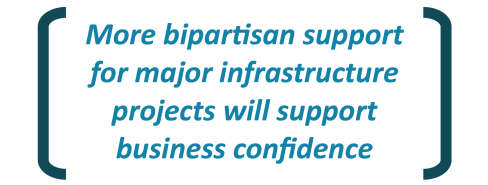 More bipartisan support
for major infrastructure
projects will support
business confidence